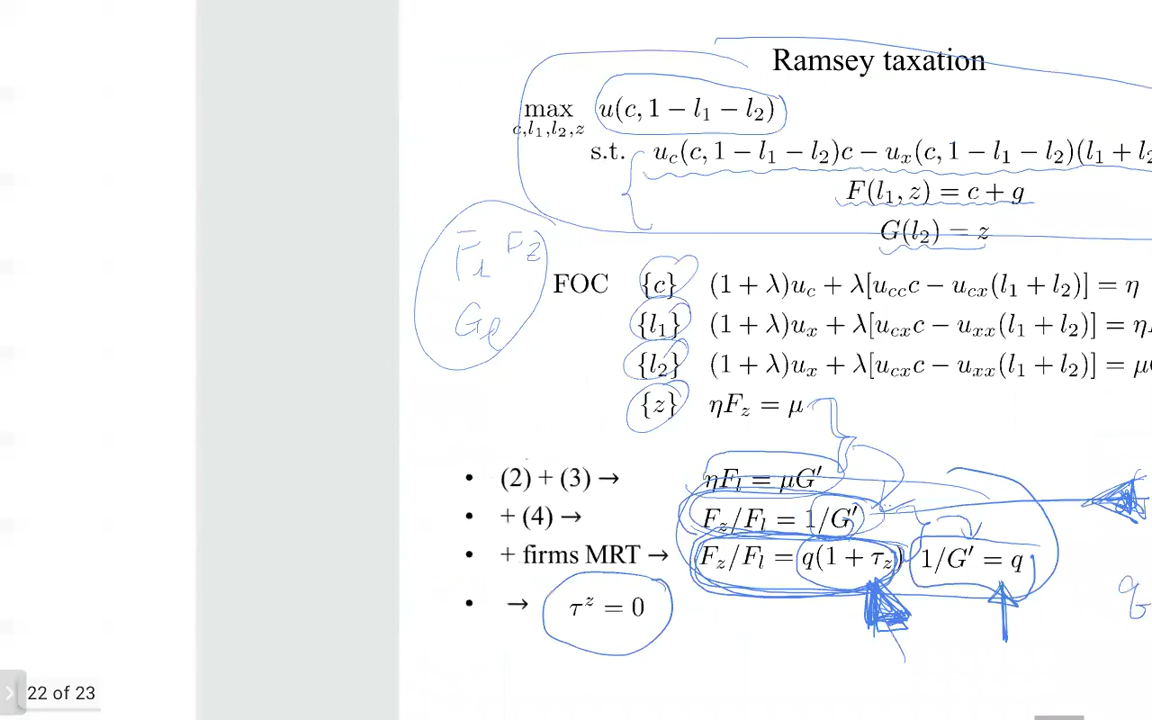 Ramsey taxation
max u(c, 1 − l₁ − l₂)
c,l₁,l₂,z
s.t. u_c(c, 1 − l₁ − l₂)c − u_x(c, 1 − l₁ − l₂)(l₁ + l₂
F(l₁, z) = c + g
G(l₂) = z
F_l F_z
G_l
FOC {c} (1 + λ)u_c + λ[u_cc c − u_cx(l₁ + l₂)] = η
{l₁} (1 + λ)u_x + λ[u_cx c − u_xx(l₁ + l₂)] = η
{l₂} (1 + λ)u_x + λ[u_cx c − u_xx(l₁ + l₂)] = μ
{z} ηF_z = μ
• (2) + (3) → ηF_l = μG′
• + (4) → F_z/F_l = 1/G′
• + firms MRT → F_z/F_l = q(1 + τ_z) 1/G′ = q
• → τ^z = 0
q
22 of 23